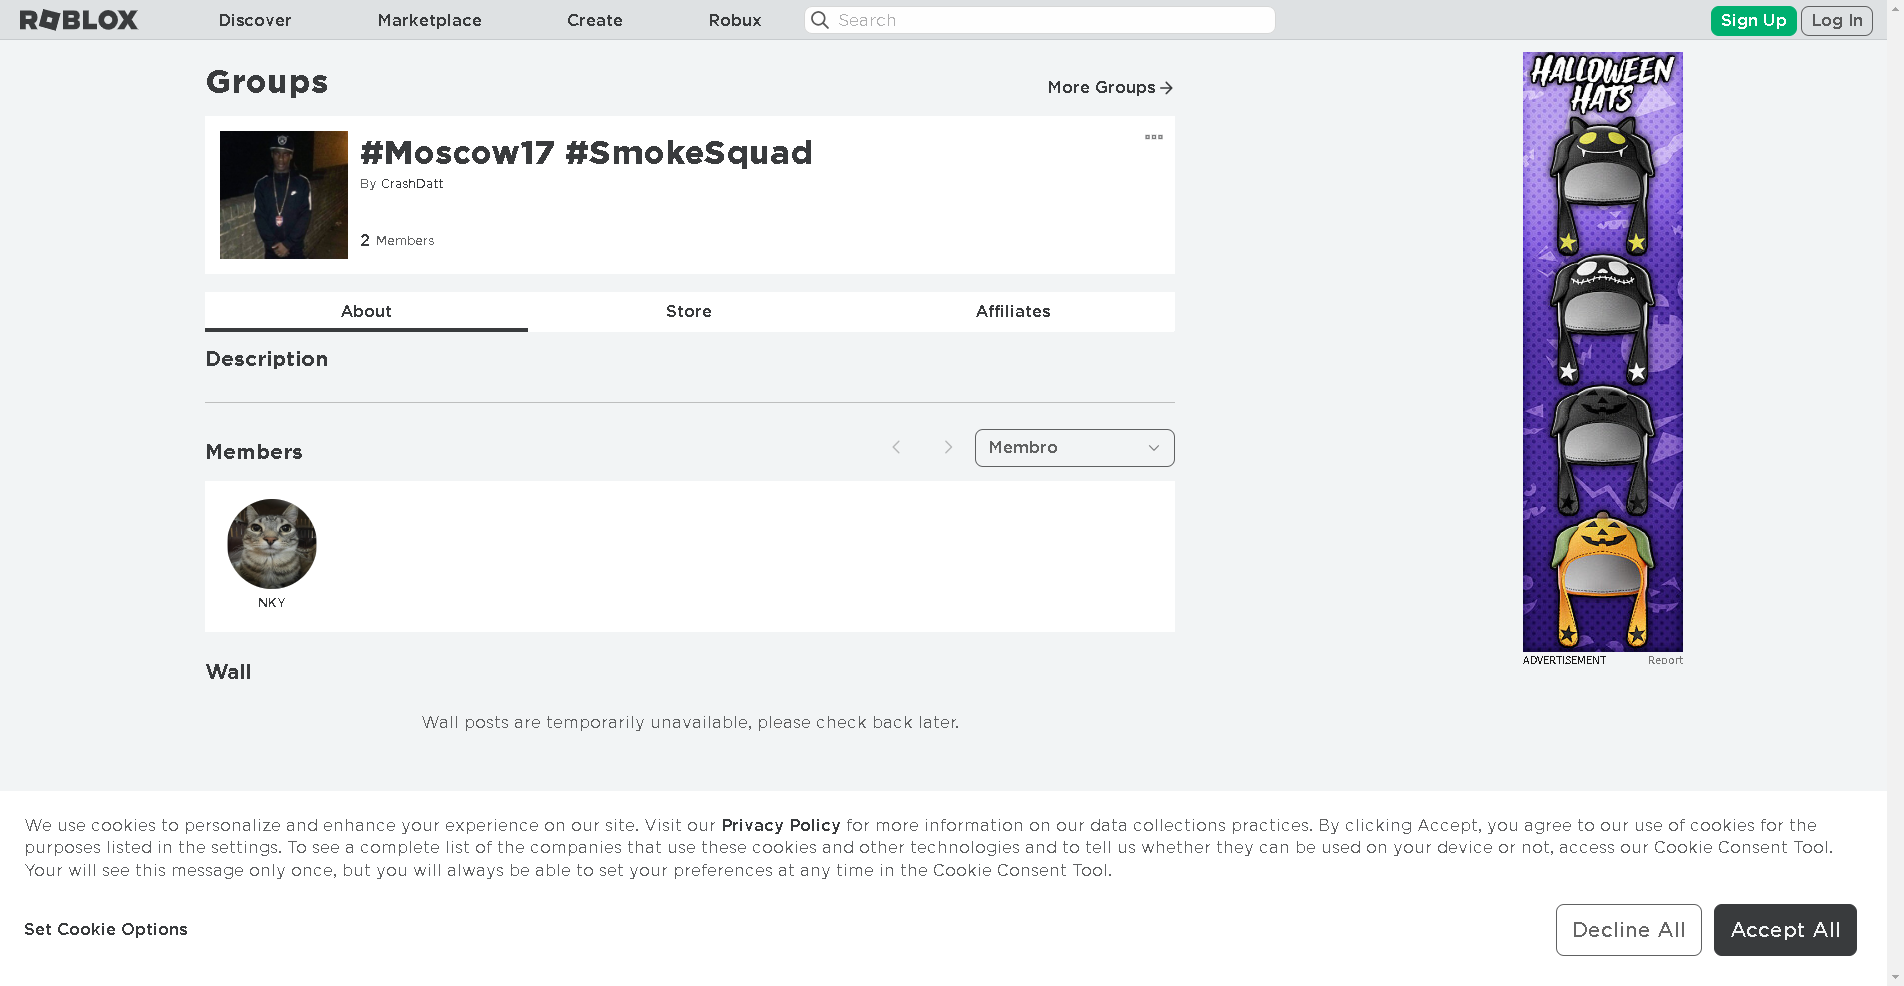 ROBLOX
Discover
Marketplace
Create
Robux
Search
Sign Up
Log In
Groups
More Groups
#Moscow17 #SmokeSquad
By CrashDatt
2 Members
About
Store
Affiliates
Description
Members
Membro
NKY
Wall
Wall posts are temporarily unavailable, please check back later.
HALLOWEEN
HATS
ADVERTISEMENT
Report
We use cookies to personalize and enhance your experience on our site. Visit our Privacy Policy for more information on our data collections practices. By clicking Accept, you agree to our use of cookies for the
purposes listed in the settings. To see a complete list of the companies that use these cookies and other technologies and to tell us whether they can be used on your device or not, access our Cookie Consent Tool.
Your will see this message only once, but you will always be able to set your preferences at any time in the Cookie Consent Tool.
Set Cookie Options
Decline All
Accept All